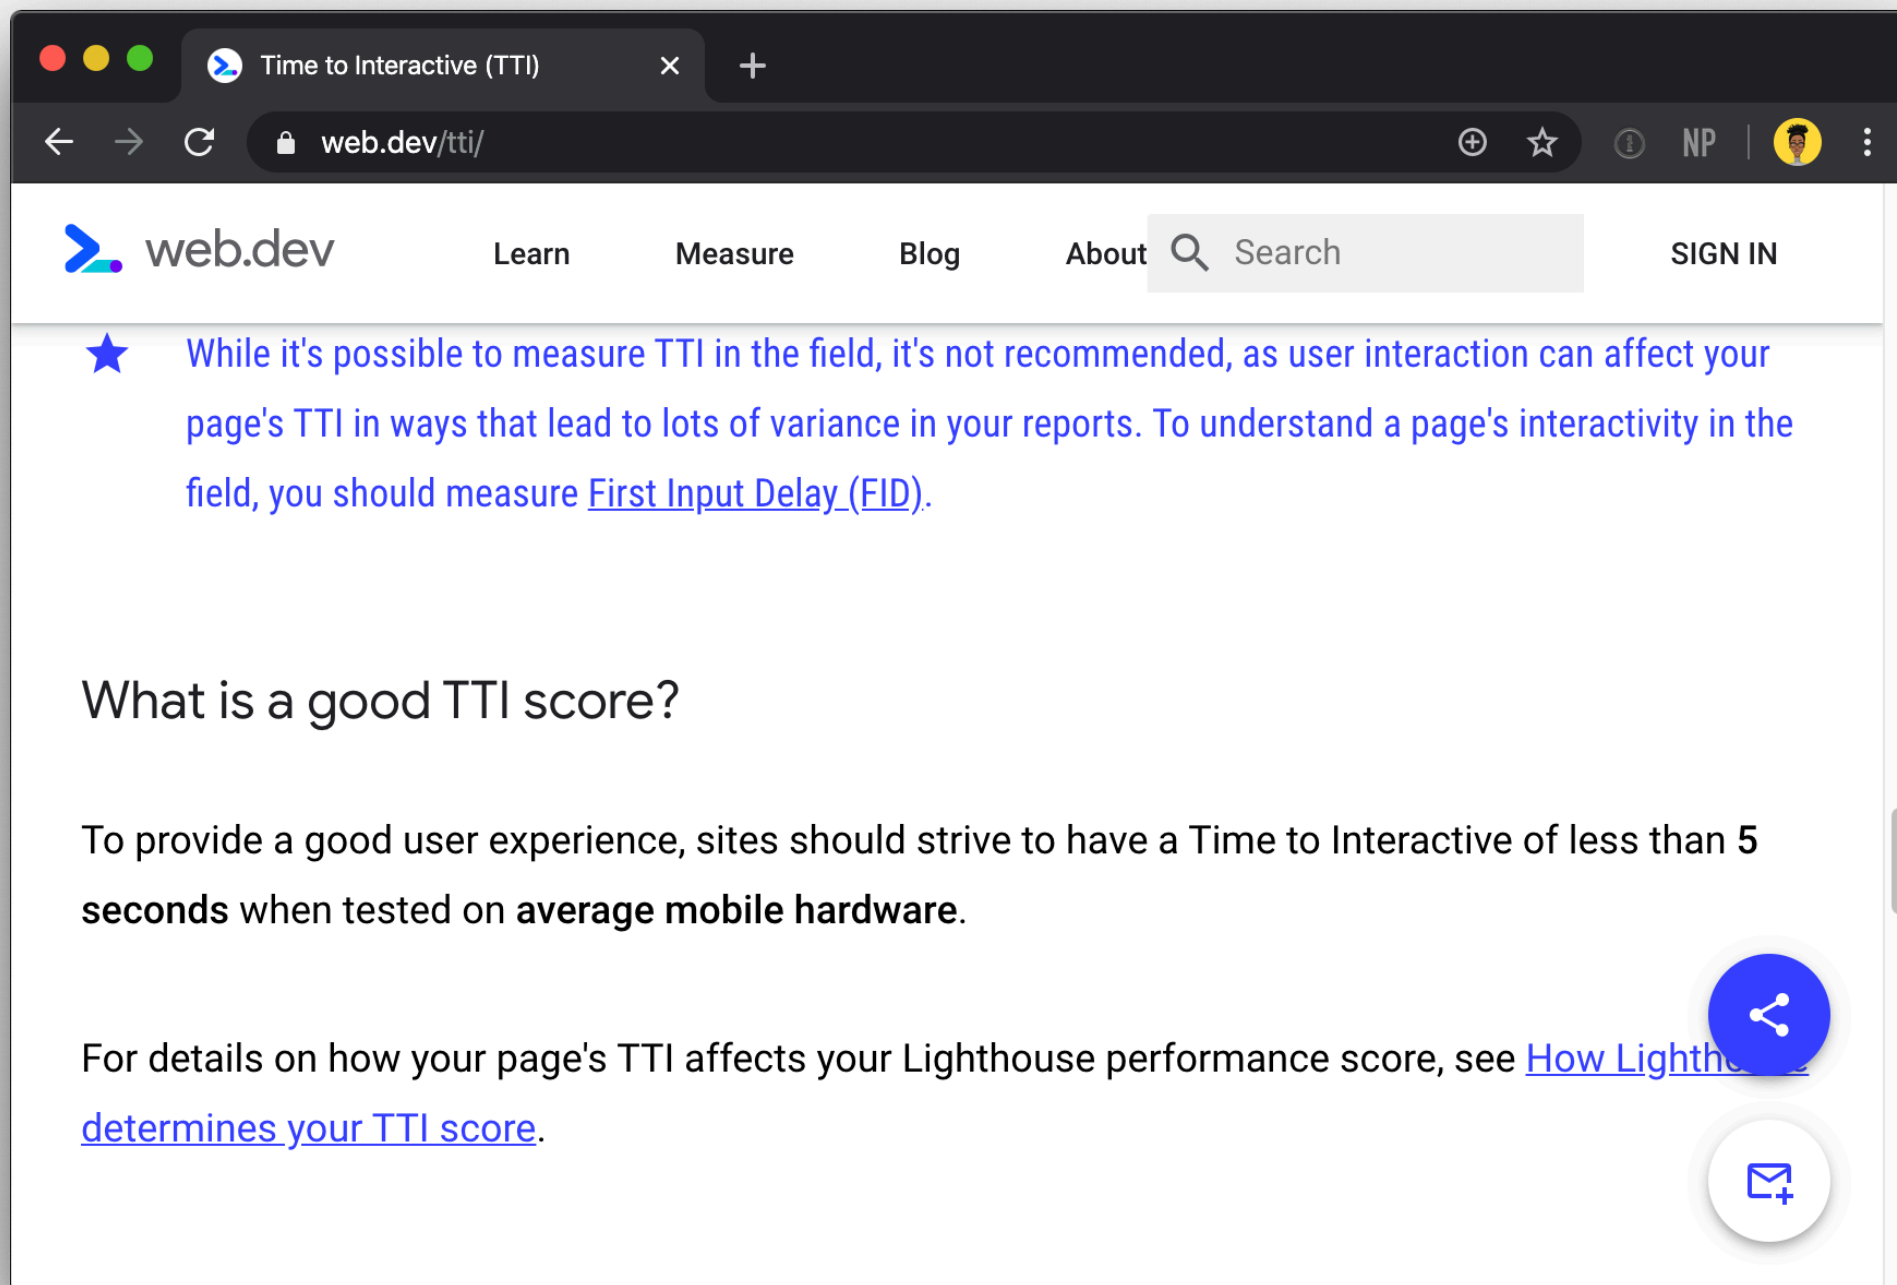 Time to Interactive (TTI)
web.dev/tti/
NP
web.dev Learn Measure Blog About Search SIGN IN
While it's possible to measure TTI in the field, it's not recommended, as user interaction can affect your
page's TTI in ways that lead to lots of variance in your reports. To understand a page's interactivity in the
field, you should measure First Input Delay (FID).
What is a good TTI score?
To provide a good user experience, sites should strive to have a Time to Interactive of less than 5
seconds when tested on average mobile hardware.
For details on how your page's TTI affects your Lighthouse performance score, see How
determines your TTI score.